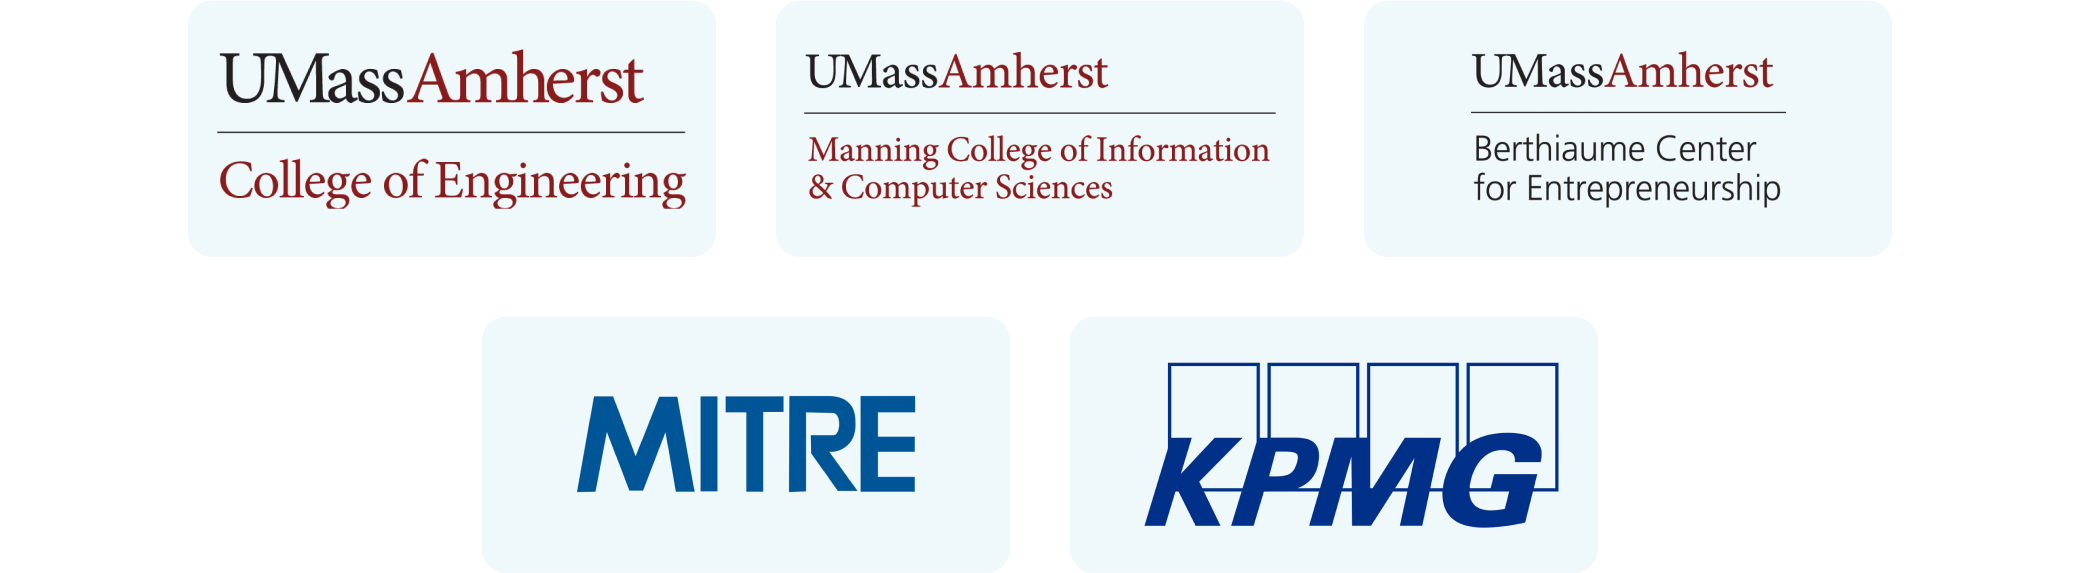 UMassAmherst
College of Engineering
UMassAmherst
Manning College of Information
& Computer Sciences
UMassAmherst
Berthiaume Center
for Entrepreneurship
MITRE
KPMG